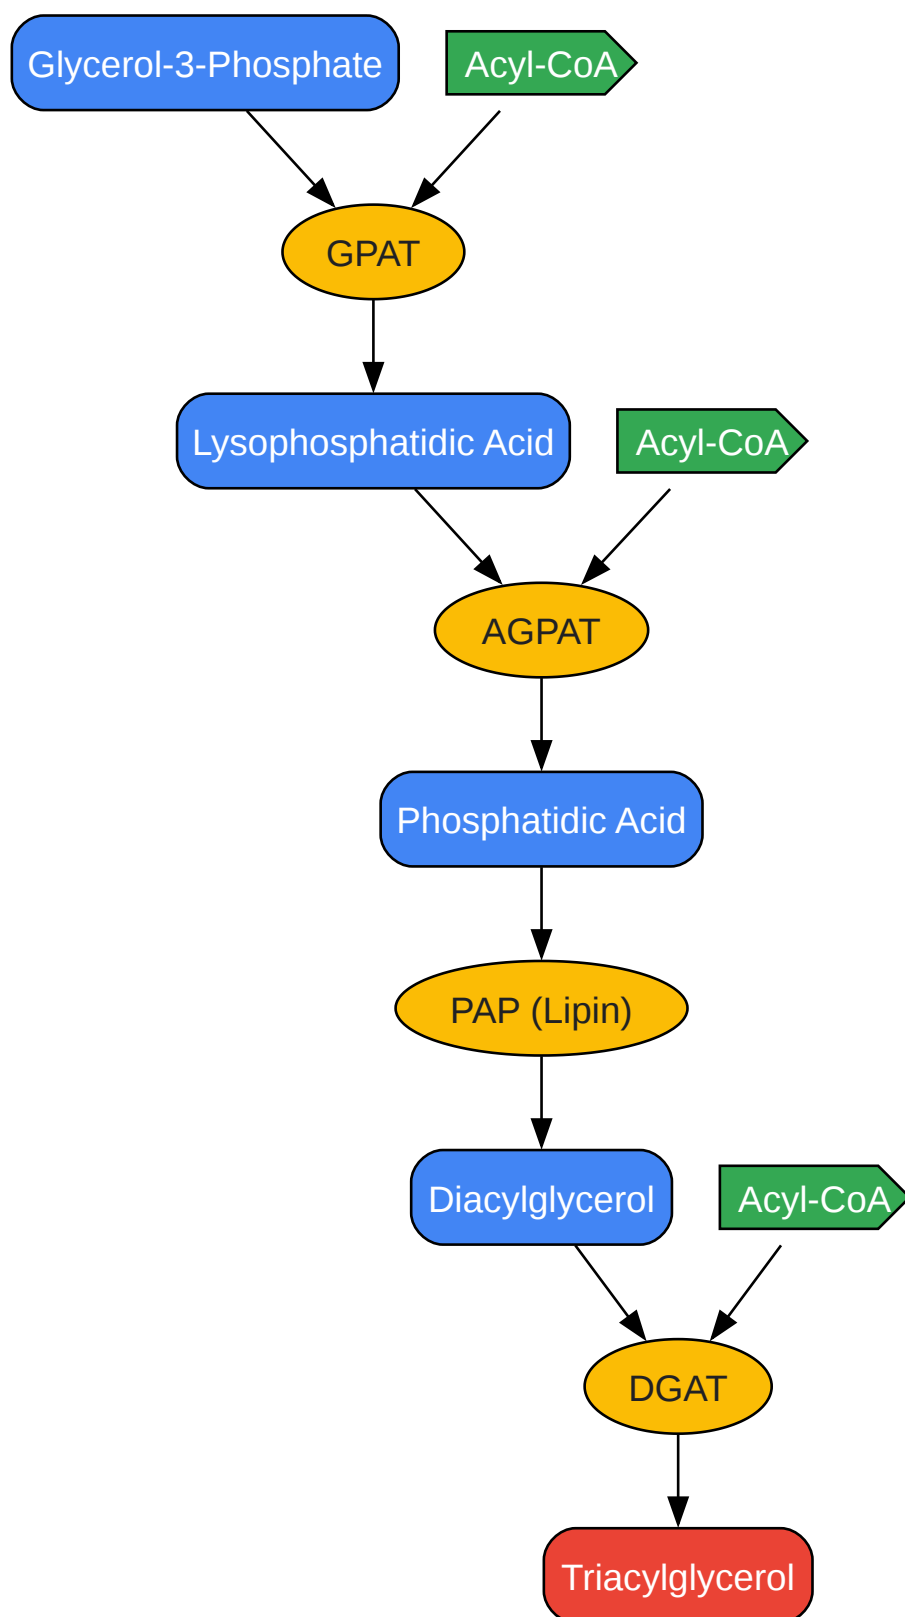 Glycerol-3-Phosphate
Acyl-CoA
GPAT
Lysophosphatidic Acid
Acyl-CoA
AGPAT
Phosphatidic Acid
PAP (Lipin)
Diacylglycerol
Acyl-CoA
DGAT
Triacylglycerol